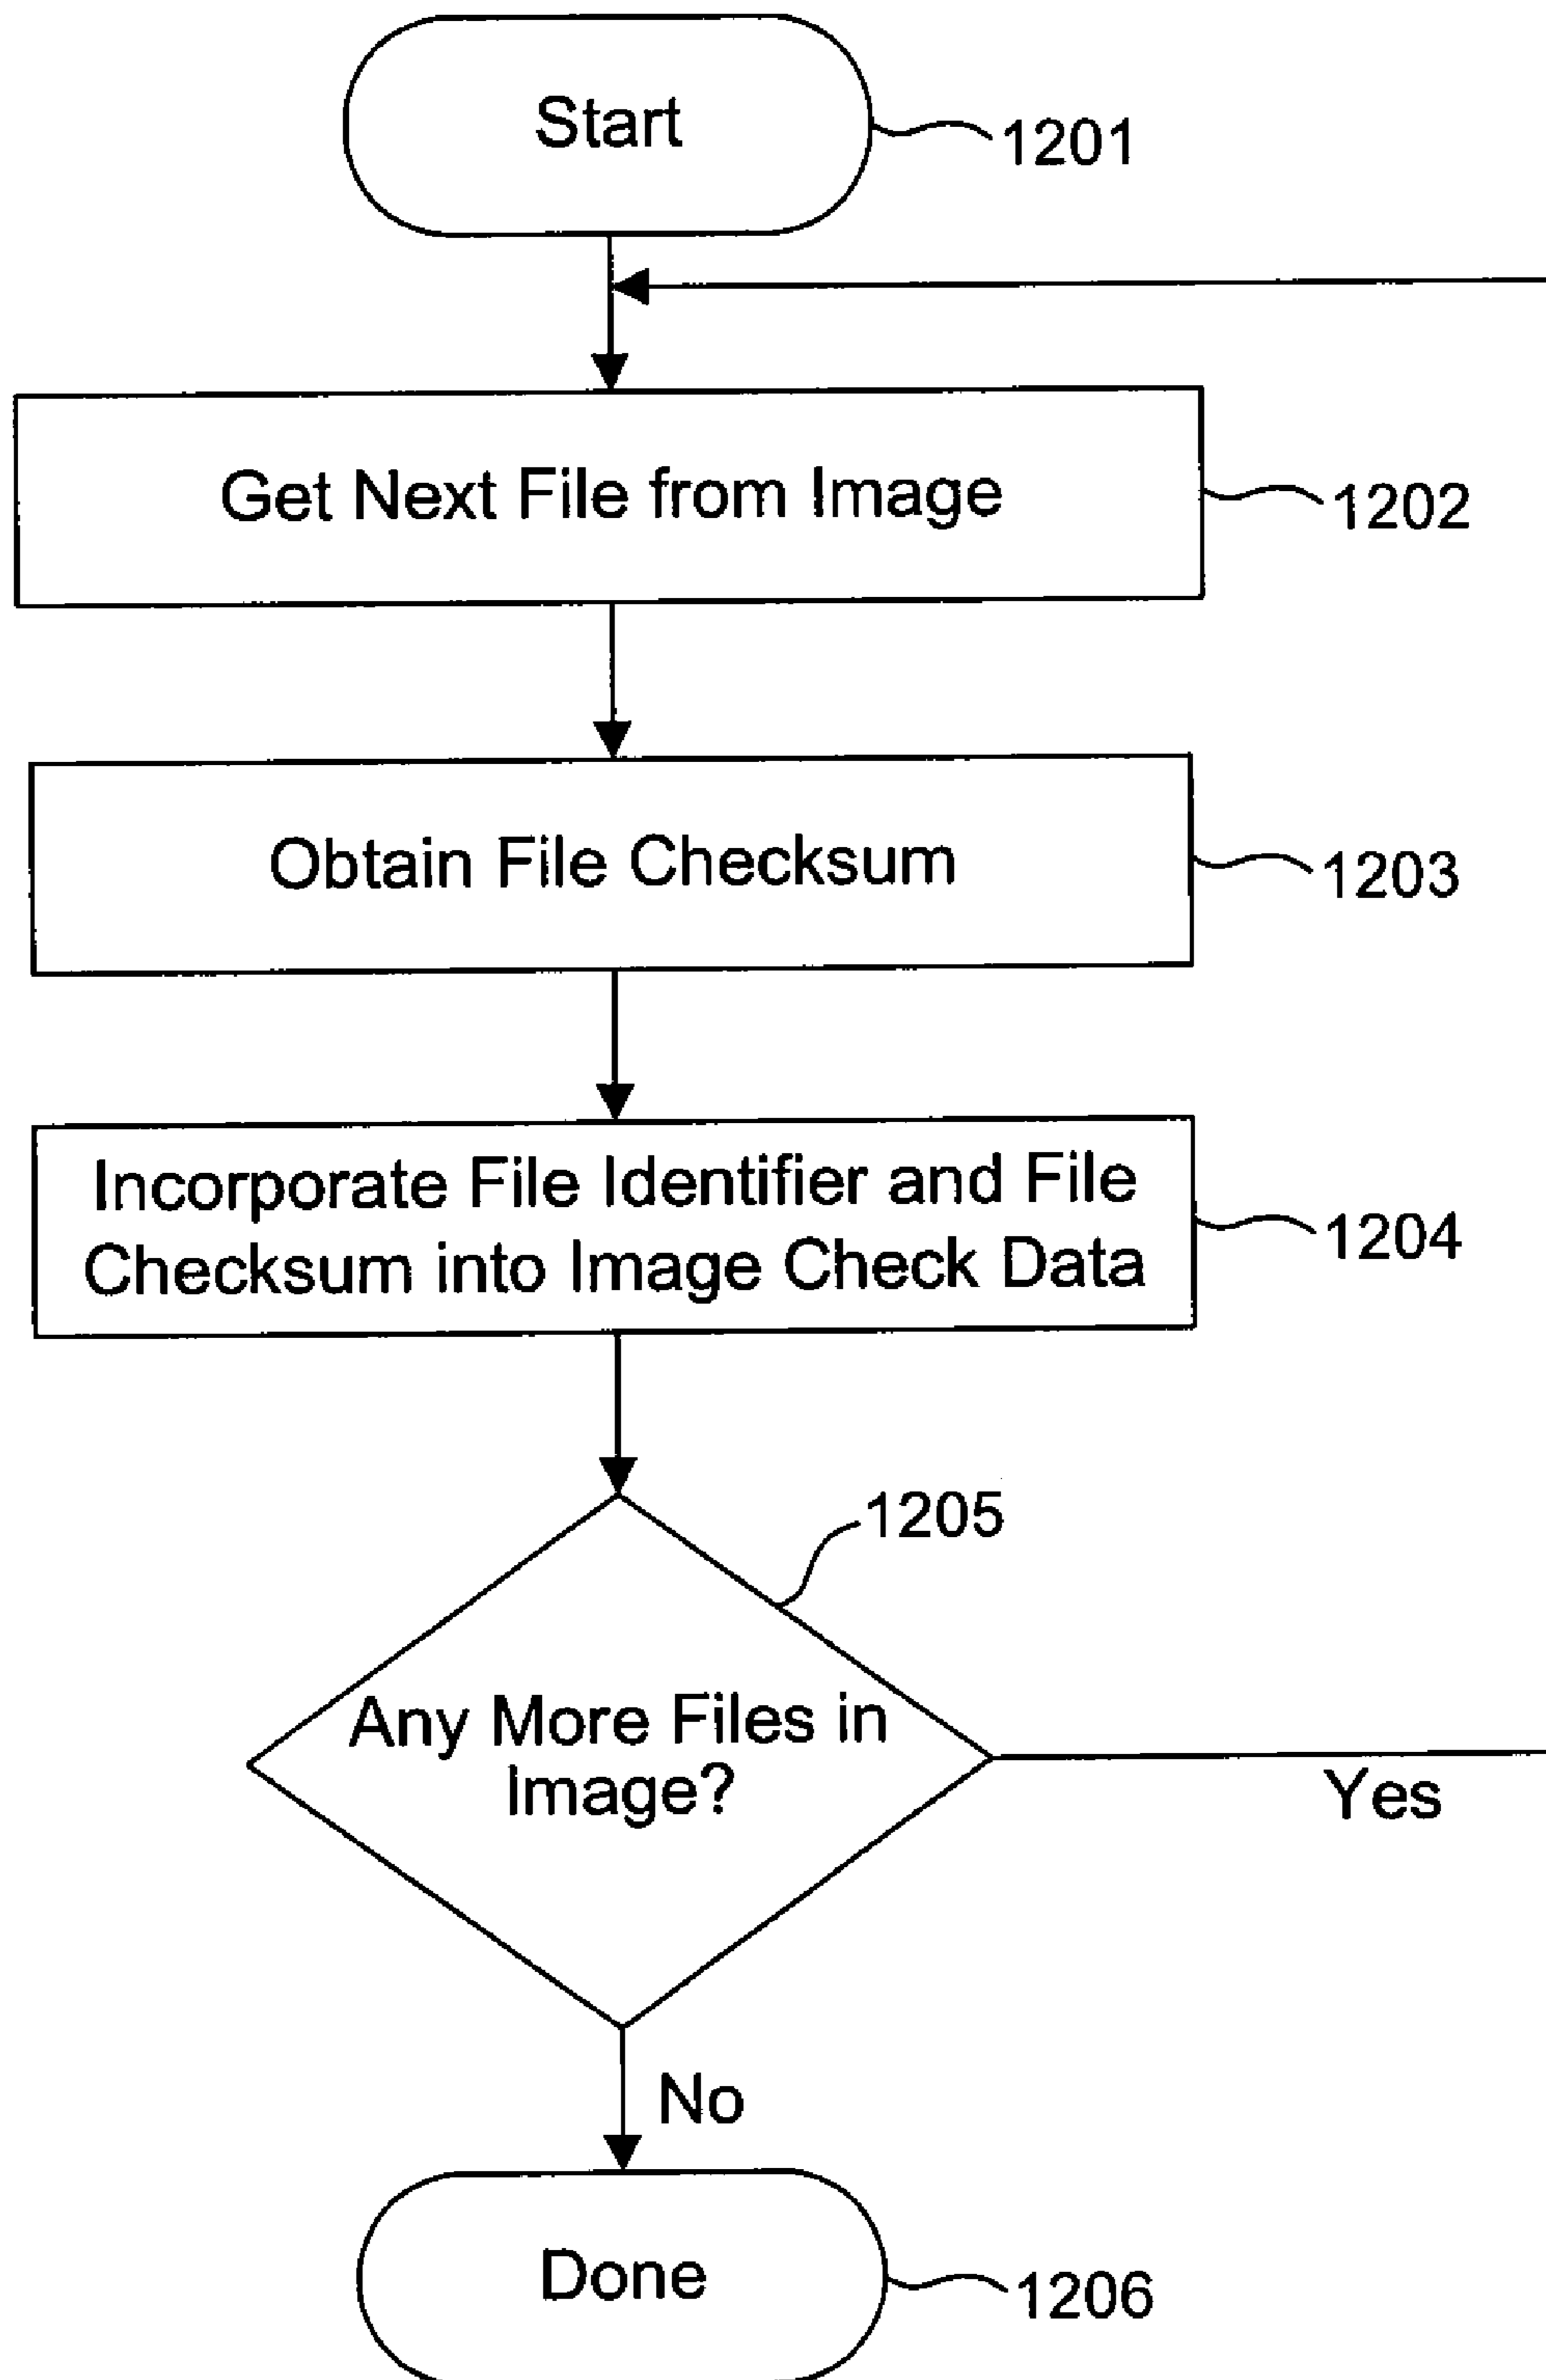 Start
1201
Get Next File from Image
1202
Obtain File Checksum
1203
Incorporate File Identifier and File
Checksum into Image Check Data
1204
1205
Any More Files in
Image?
Yes
No
Done
1206